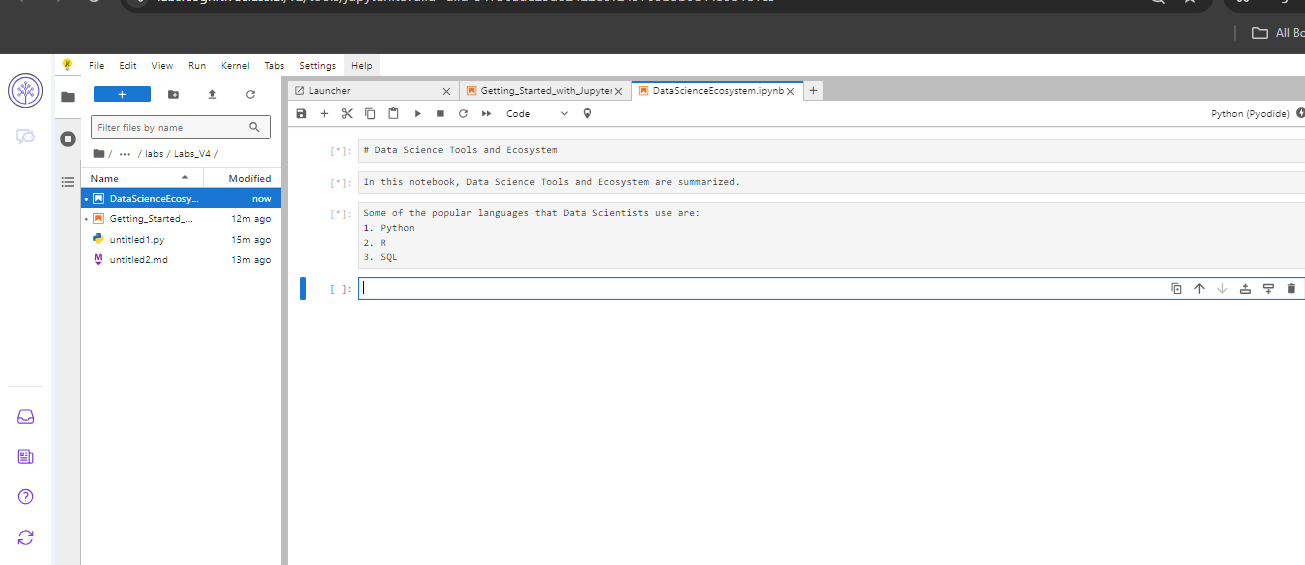 All Bo
File Edit View Run Kernel Tabs Settings Help
+
Filter files by name
/ ... / labs / Labs_V4 /
Name Modified
DataScienceEcosy... now
Getting_Started_... 12m ago
untitled1.py 15m ago
M untitled2.md 13m ago
Launcher
Getting_Started_with_Jupyter
DataScienceEcosystem.ipynb
+
Code
Python (Pyodide)
[*]: # Data Science Tools and Ecosystem
[*]: In this notebook, Data Science Tools and Ecosystem are summarized.
[*]: Some of the popular languages that Data Scientists use are:
1. Python
2. R
3. SQL
[ ]: